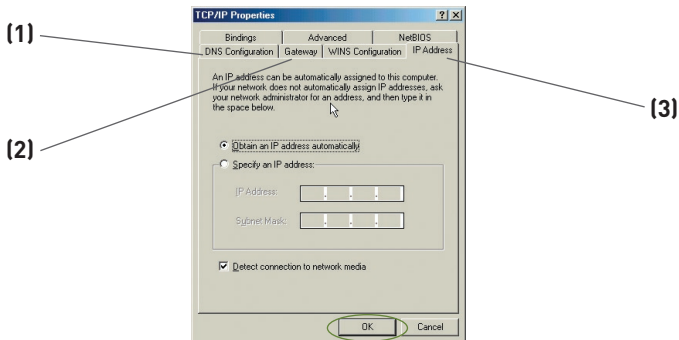 TCP/IP Properties
Bindings Advanced NetBIOS
DNS Configuration Gateway WINS Configuration IP Address
An IP address can be automatically assigned to this computer.
If your network does not automatically assign IP addresses, ask
your network administrator for an address, and then type it in
the space below.
Obtain an IP address automatically
Specify an IP address:
IP Address:
Subnet Mask:
Detect connection to network media
OK Cancel
(1)
(2)
(3)